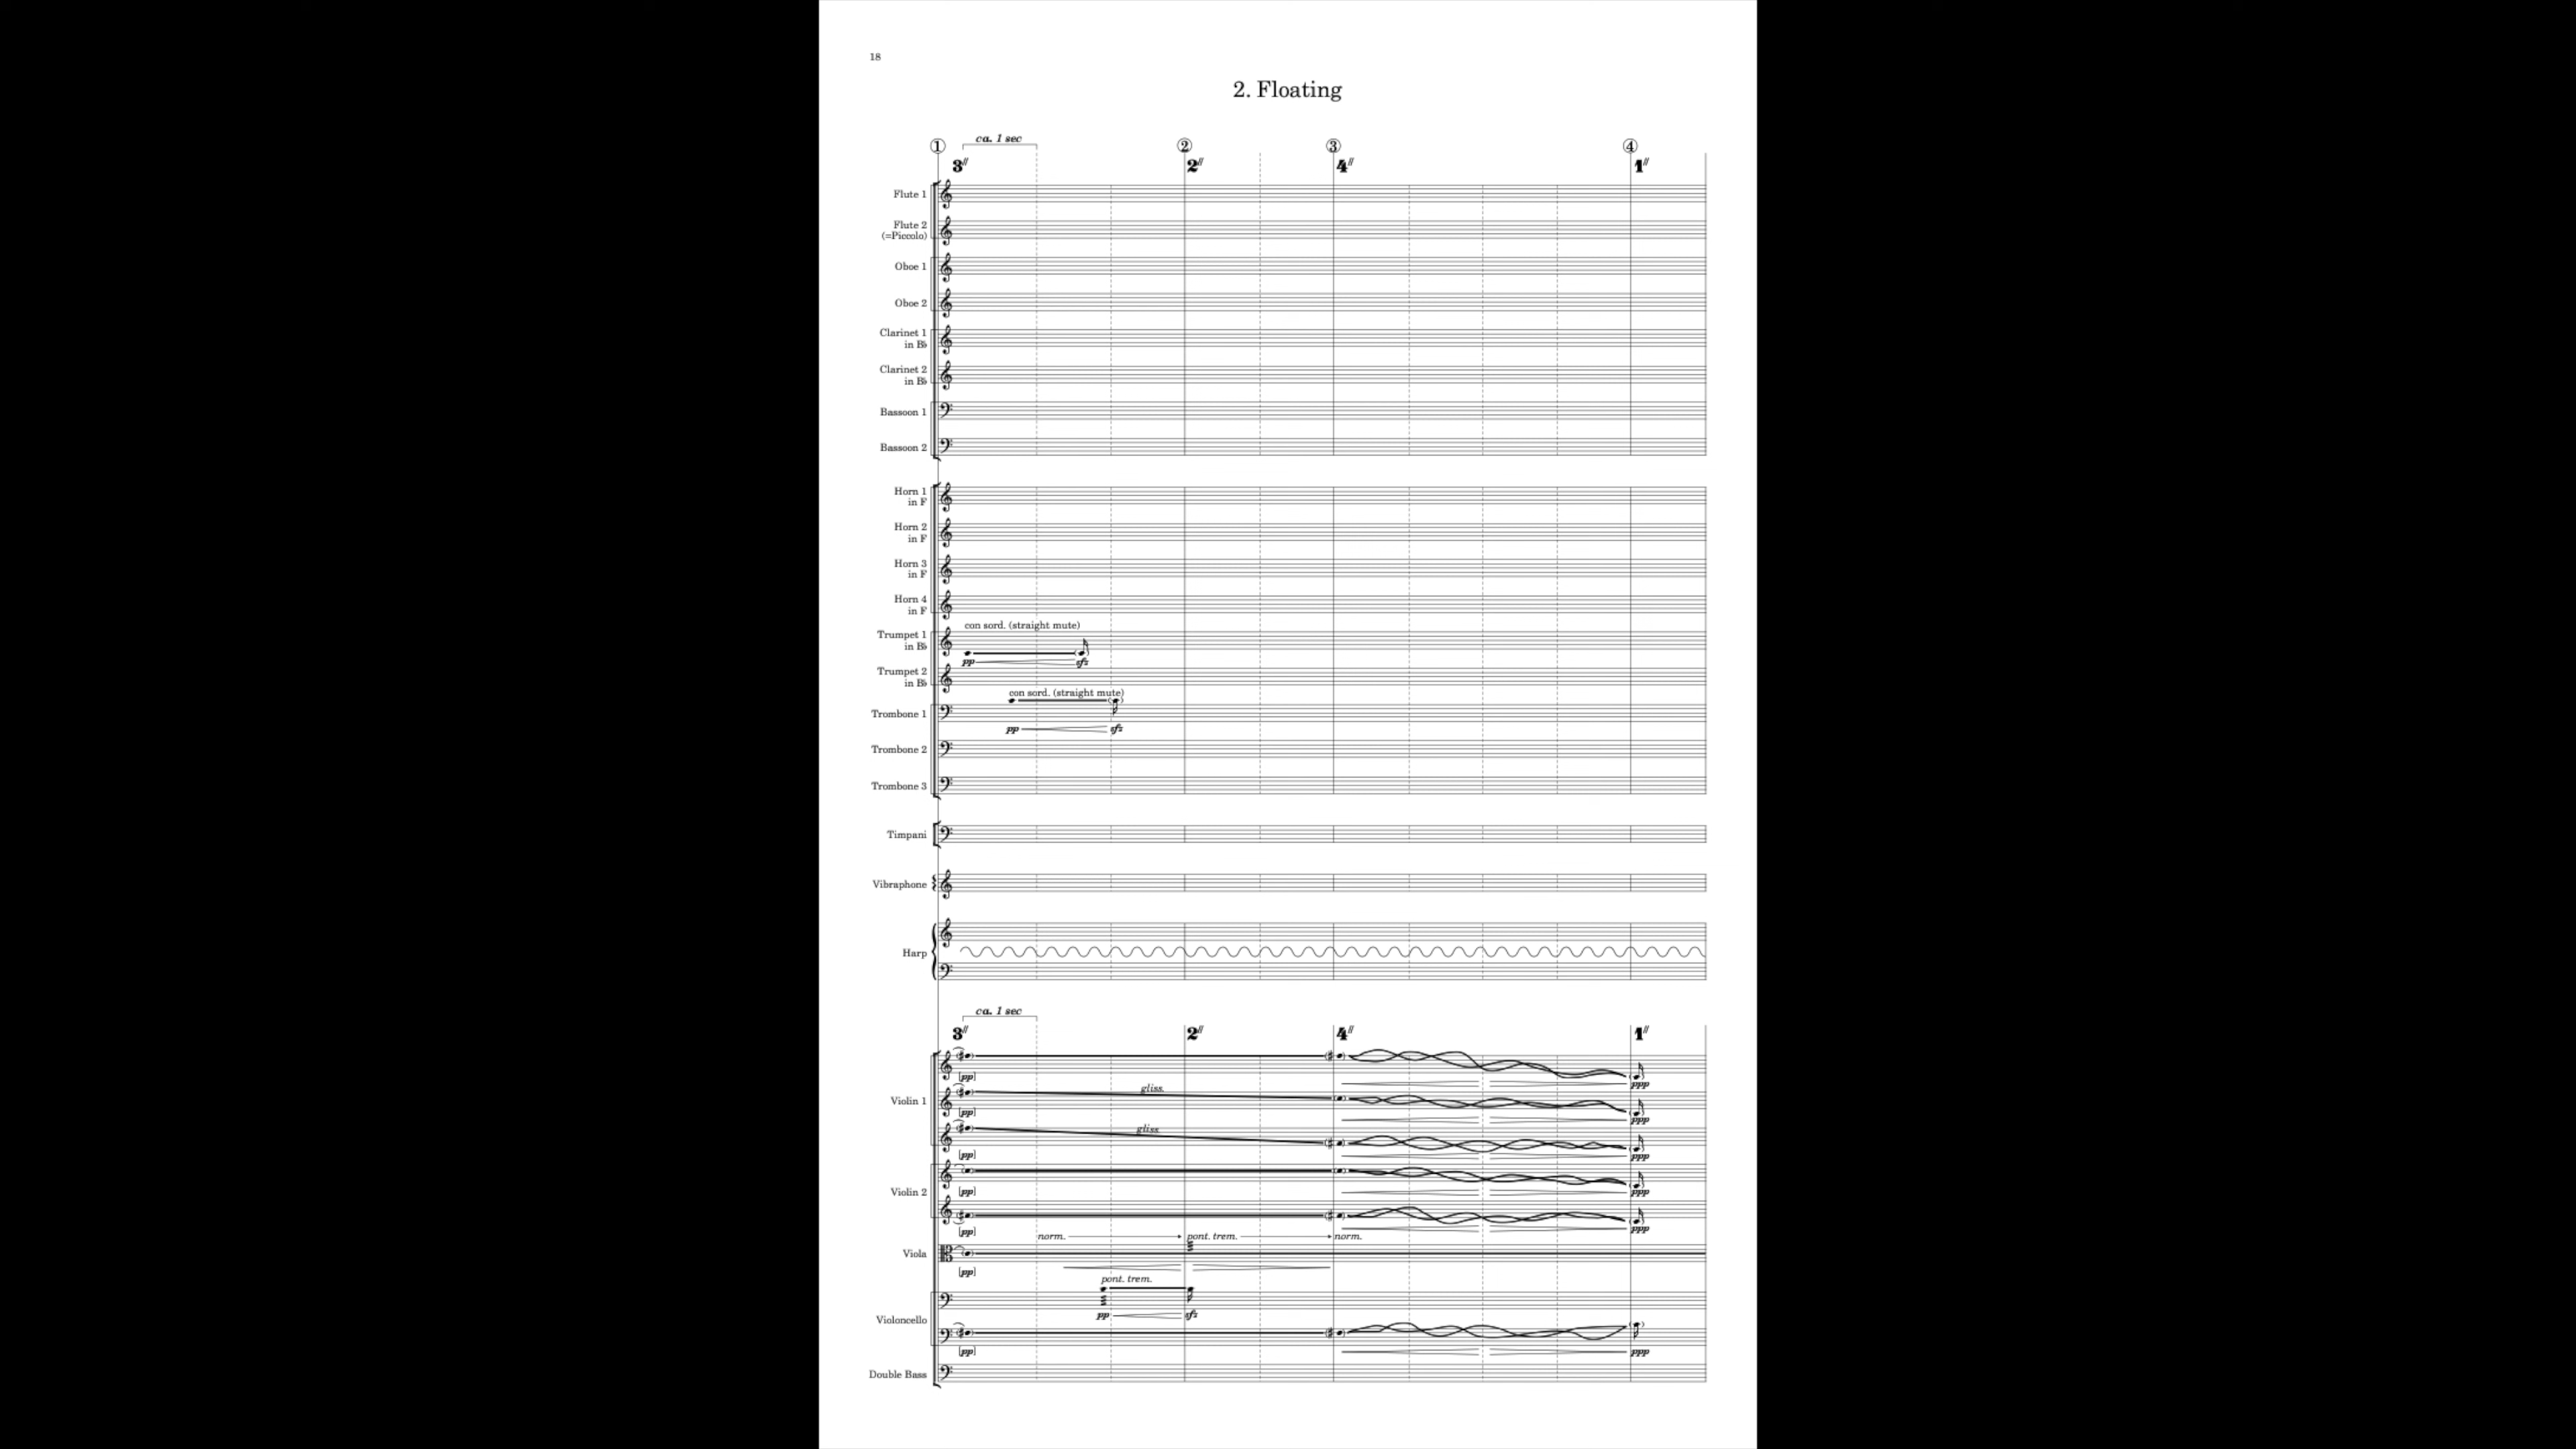 18
2. Floating
ca. 1 sec
① ② ③ ④
3″ 2″ 4″ 1″
Flute 1
Flute 2
(=Piccolo)
Oboe 1
Oboe 2
Clarinet 1
in B♭
Clarinet 2
in B♭
Bassoon 1
Bassoon 2
Horn 1
in F
Horn 2
in F
Horn 3
in F
Horn 4
in F
con sord. (straight mute)
Trumpet 1
in B♭
pp sfz
Trumpet 2
in B♭
con sord. (straight mute)
Trombone 1
pp sfz
Trombone 2
Trombone 3
Timpani
Vibraphone
Harp
ca. 1 sec
3″ 2″ 4″ 1″
[pp] ppp
gliss.
Violin 1
[pp] ppp
gliss.
[pp] ppp
Violin 2
[pp] ppp
[pp] ppp
norm. pont. trem. norm.
Viola
[pp]
pont. trem.
pp sfz
Violoncello
[pp] ppp
Double Bass